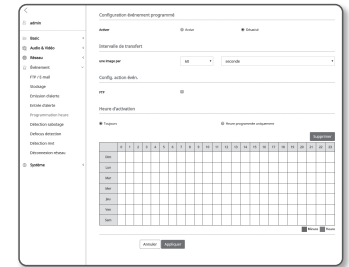 admin
Basic
Audio & Vidéo
Réseau
Événement
FTP / E-mail
Stockage
Emission d'alerte
Entrée d'alerte
Programmation heure
Détection sabotage
Defocus détection
Détection mvt
Déconnexion réseau
Système
Configuration événement programmé
Activer
Activé
Désactivé
Intervalle de transfert
une image par
60
seconde
Config. action évén.
FTP
Heure d'activation
Toujours
Heure programmée uniquement
Supprimer
0 1 2 3 4 5 6 7 8 9 10 11 12 13 14 15 16 17 18 19 20 21 22 23
Dim
Lun
Mar
Mer
Jeu
Ven
Sam
Minute
Heure
Annuler
Appliquer